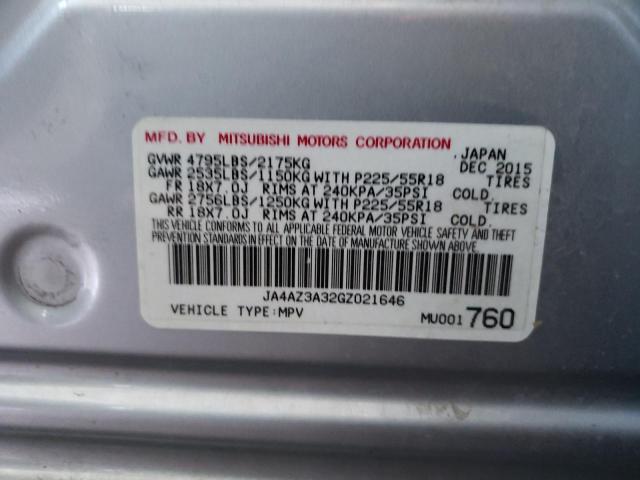 MFD. BY MITSUBISHI MOTORS CORPORATION
GVWR 4795LBS/2175KG JAPAN DEC 2015
GAWR 2535LBS/1150KG WITH P225/55R18 TIRES
FR 18X7.0J RIMS AT 240KPA/35PSI COLD.
GAWR 2756LBS/1250KG WITH P225/55R18 TIRES
RR 18X7.0J RIMS AT 240KPA/35PSI COLD.
THIS VEHICLE CONFORMS TO ALL APPLICABLE FEDERAL MOTOR VEHICLE SAFETY AND THEFT
PREVENTION STANDARDS IN EFFECT ON THE DATE OF MANUFACTURE SHOWN ABOVE.
JA4AZ3A32GZ021646
VEHICLE TYPE:MPV MU001760